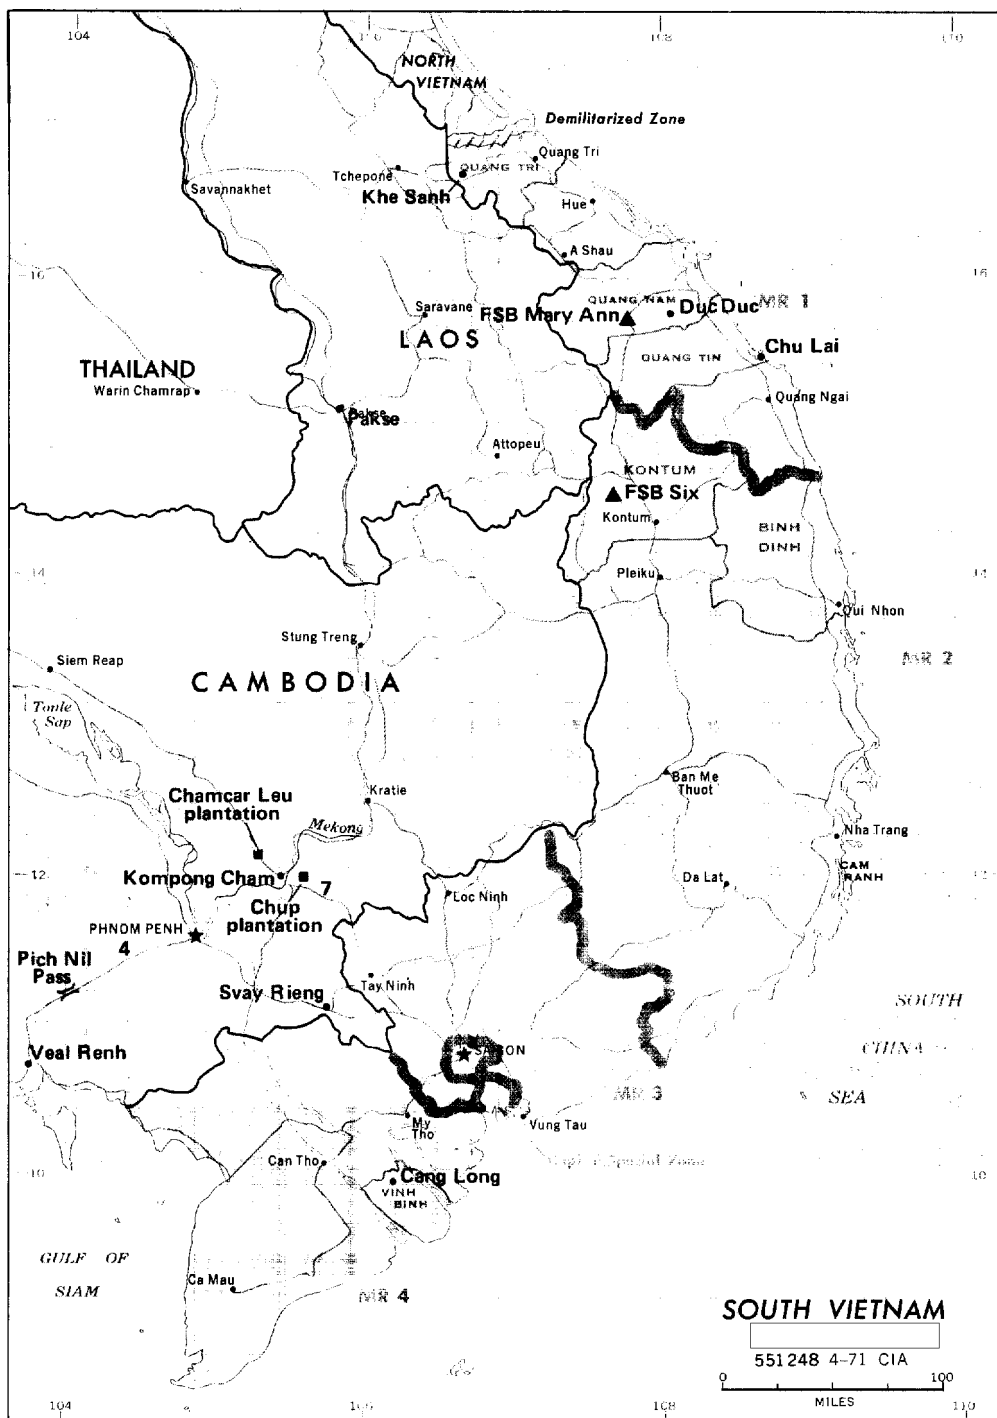 104
106
108
110
NORTH
VIETNAM
Demilitarized Zone
Quang Tri
Tchepone
QUANG TRI
Savannakhet
Khe Sanh
Hue
A Shau
16
16
QUANG NAM
MR 1
Saravane
FSB Mary Ann
Duc Duc
LAOS
Chu Lai
QUANG TIN
THAILAND
Warin Chamrap
Quang Ngai
Pakse
Pakse
Attopeu
KONTUM
FSB Six
Kontum
BINH
DINH
14
14
Pleiku
Qui Nhon
Stung Treng
MR 2
Siem Reap
CAMBODIA
Tonle
Sap
Ban Me
Thuot
Kratie
Chamcar Leu
plantation
Mekong
Nha Trang
12
Kompong Cham
7
CAM
RANH
Da Lat
Loc Ninh
Chup
plantation
PHNOM PENH
4
Pich Nil
Pass
Tay Ninh
Svay Rieng
SOUTH
CHINA
SEA
Veal Renh
SAIGON
MR 3
My
Tho
Vung Tau
Can Tho
Special Zone
10
10
Cang Long
VINH
BINH
GULF OF
SIAM
Ca Mau
MR 4
SOUTH VIETNAM
551248 4-71 CIA
0
100
MILES
104
106
108
110